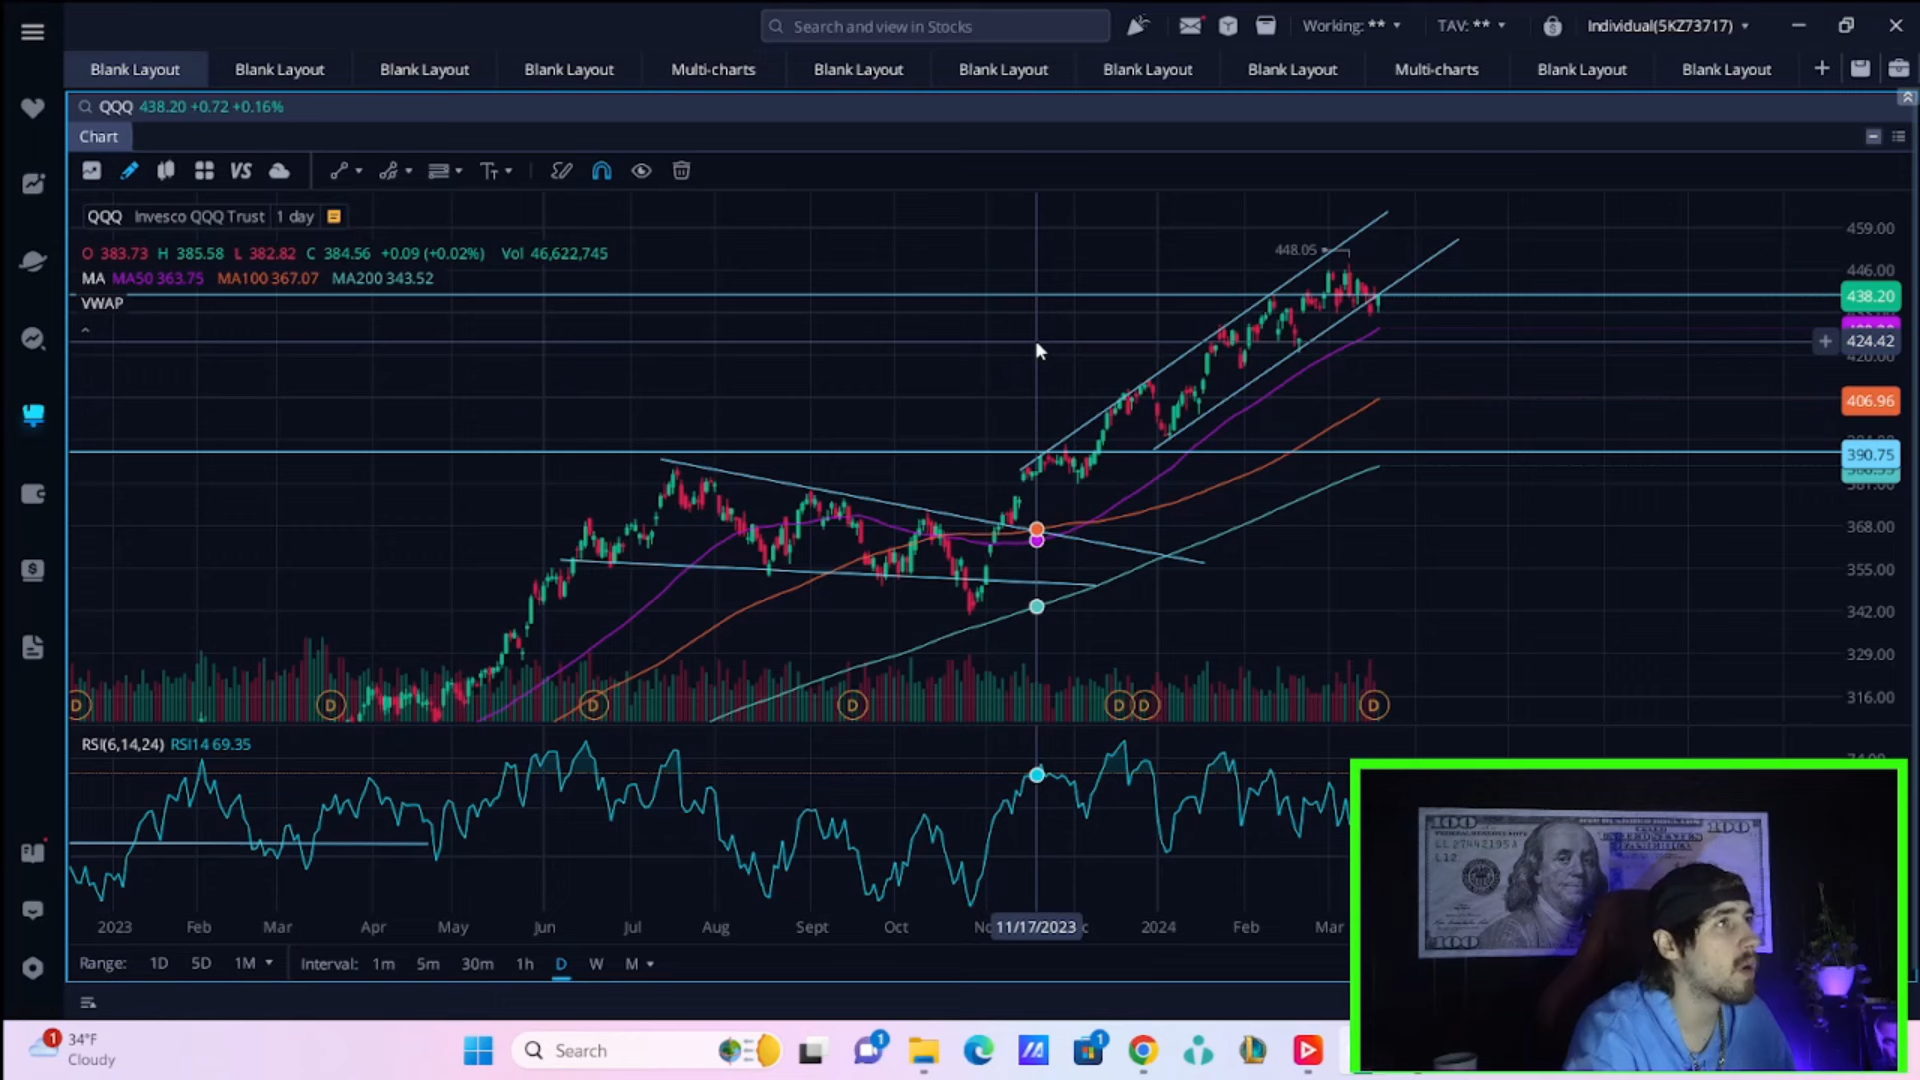 Search and view in Stocks
Working: **
TAV: **
Individual(5KZ73717)
Blank Layout
Blank Layout
Blank Layout
Blank Layout
Multi-charts
Blank Layout
Blank Layout
Blank Layout
Blank Layout
Multi-charts
Blank Layout
Blank Layout
QQQ 438.20 +0.72 +0.16%
Chart
VS
QQQ Invesco QQQ Trust 1 day
O 383.73 H 385.58 L 382.82 C 384.56 +0.09 (+0.02%) Vol 46,622,745
MA MA50 363.75 MA100 367.07 MA200 343.52
VWAP
448.05
459.00
446.00
438.20
424.42
420.00
406.96
390.75
368.00
355.00
342.00
329.00
316.00
D
D
D
D
D
D
D
RSI(6,14,24) RSI14 69.35
2023
Feb
Mar
Apr
May
Jun
Jul
Aug
Sept
Oct
11/17/2023
2024
Feb
Mar
Range: 1D 5D 1M
Interval: 1m 5m 30m 1h D W M
100
100
100
1
34°F
Cloudy
Search
1
1